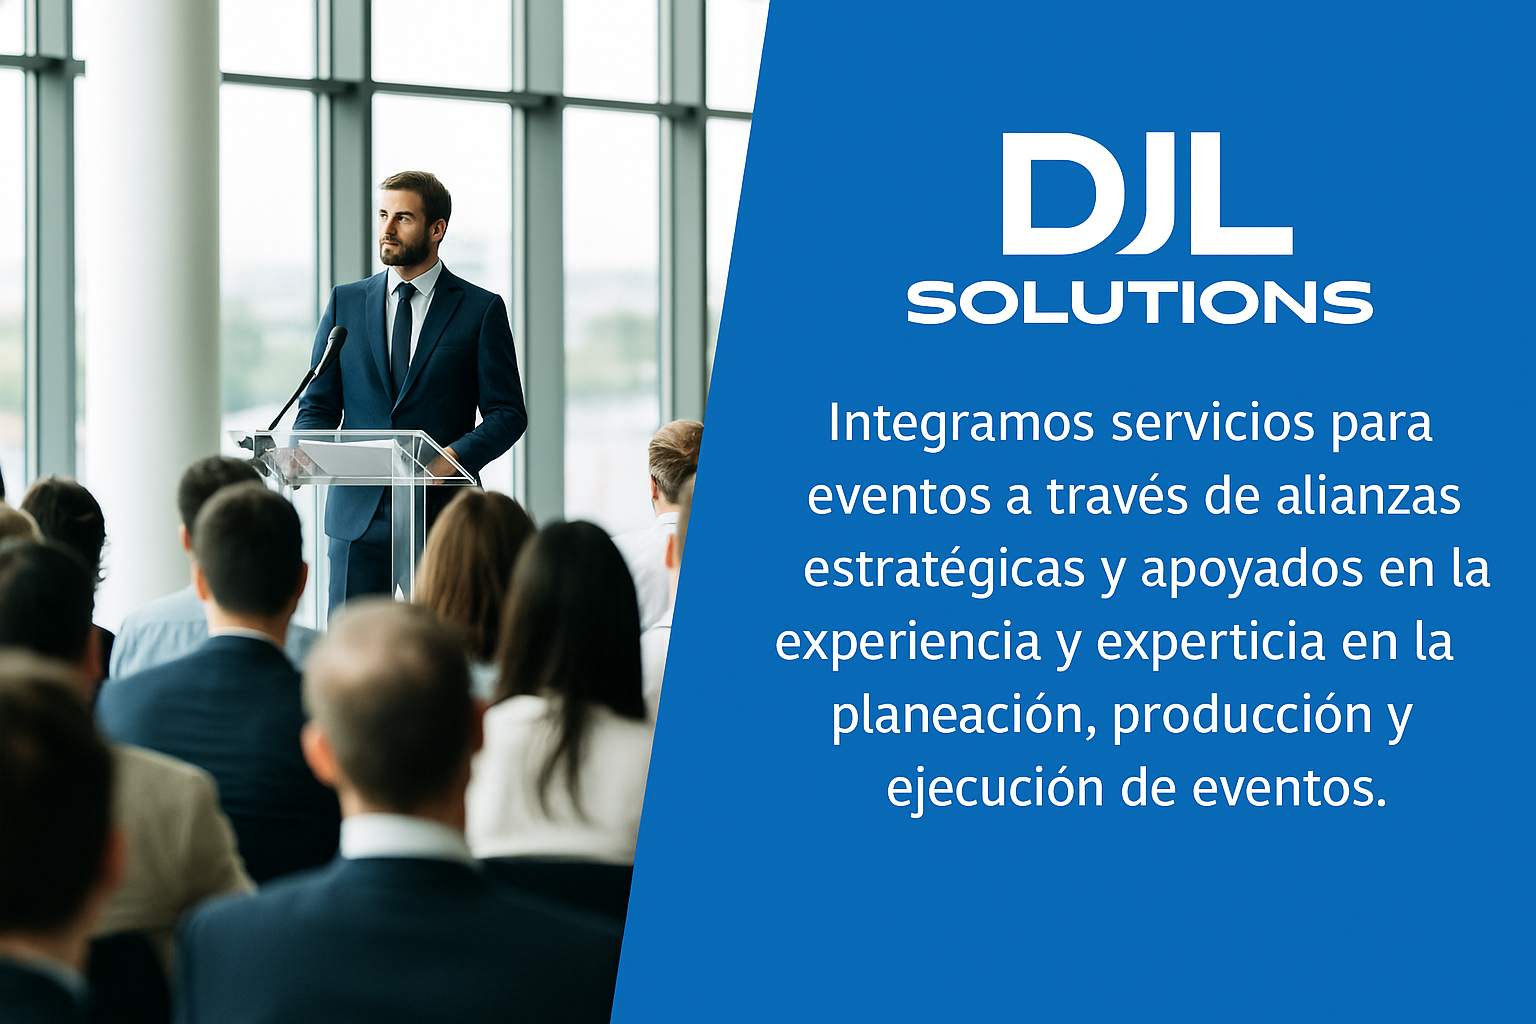 DJL
SOLUTIONS
Integramos servicios para
eventos a través de alianzas
estratégicas y apoyados en la
experiencia y experticia en la
planeación, producción y
ejecución de eventos.